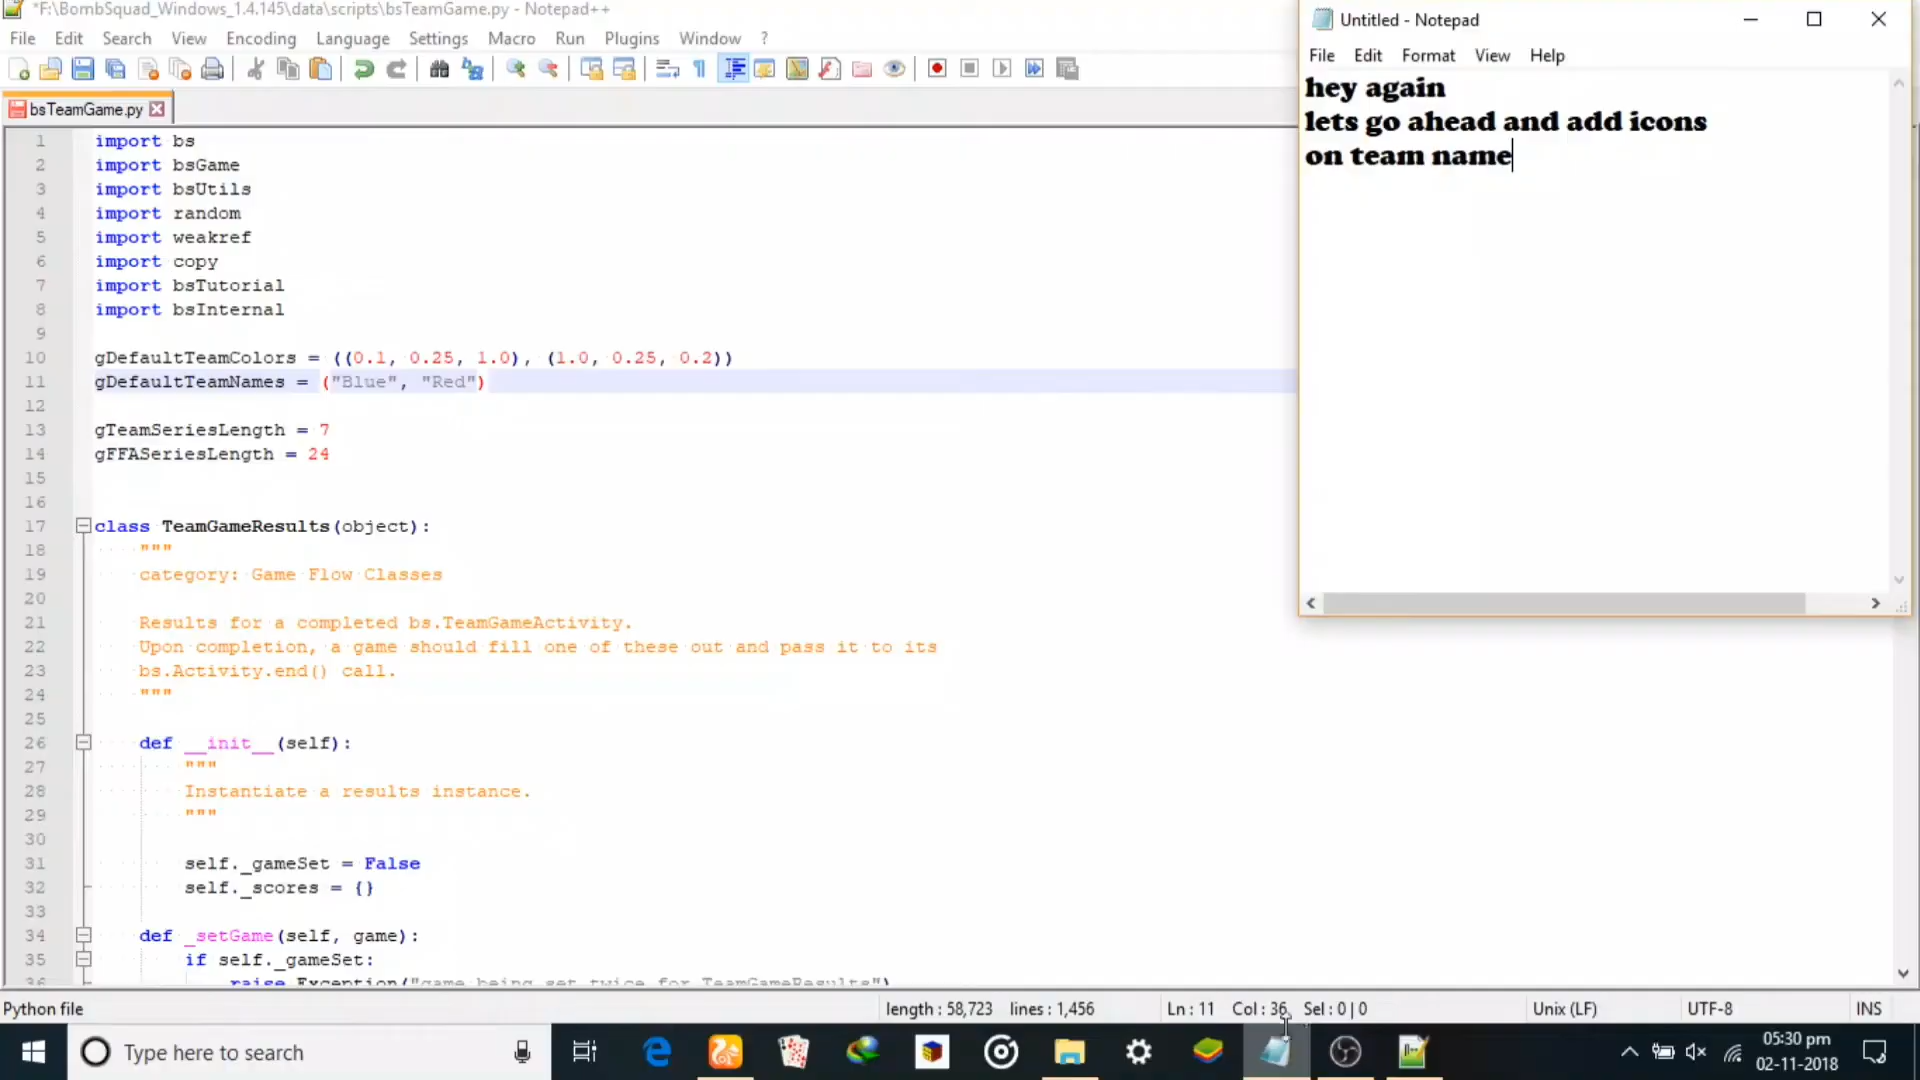 *F:\BombSquad_Windows_1.4.145\data\scripts\bsTeamGame.py - Notepad++
File Edit Search View Encoding Language Settings Macro Run Plugins Window ?
bsTeamGame.py
1 import bs
2 import bsGame
3 import bsUtils
4 import random
5 import weakref
6 import copy
7 import bsTutorial
8 import bsInternal
9
10 gDefaultTeamColors = ((0.1, 0.25, 1.0), (1.0, 0.25, 0.2))
11 gDefaultTeamNames = ("Blue", "Red")
12
13 gTeamSeriesLength = 7
14 gFFASeriesLength = 24
15
16
17 class TeamGameResults(object):
18 """
19 category: Game Flow Classes
20
21 Results for a completed bs.TeamGameActivity.
22 Upon completion, a game should fill one of these out and pass it to its
23 bs.Activity.end() call.
24 """
25
26 def __init__(self):
27 """
28 Instantiate a results instance.
29 """
30
31 self._gameSet = False
32 self._scores = {}
33
34 def _setGame(self, game):
35 if self._gameSet:
36 raise Exception("game being set twice for TeamGameResults")
Untitled - Notepad
File Edit Format View Help
hey again
lets go ahead and add icons
on team name
Python file length : 58,723 lines : 1,456 Ln : 11 Col : 36 Sel : 0 | 0 Unix (LF) UTF-8 INS
Type here to search
05:30 pm
02-11-2018